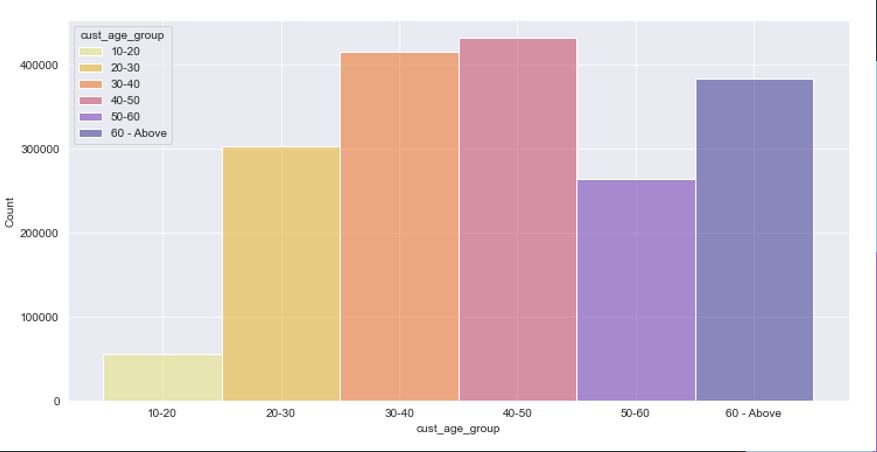 cust_age_group
10-20
20-30
30-40
40-50
50-60
60 - Above
400000
300000
200000
100000
0
Count
10-20 20-30 30-40 40-50 50-60 60 - Above
cust_age_group